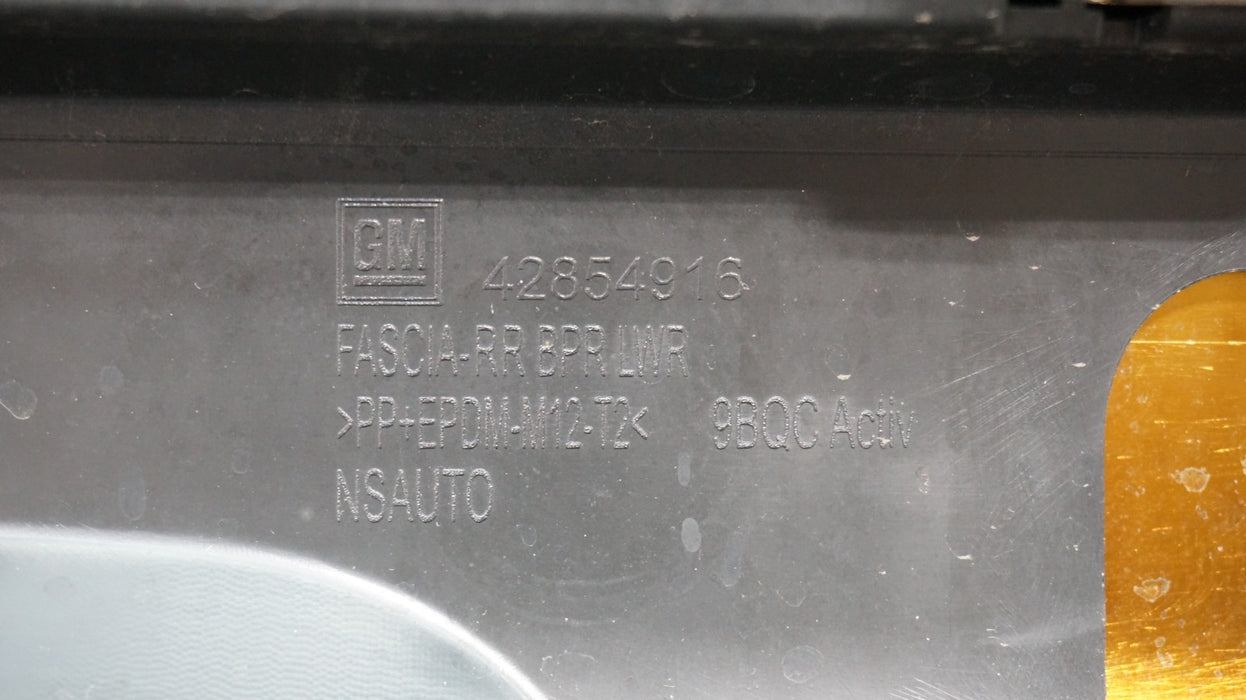 GM 42854916
FASCIA-RR BPR LWR
>PP+EPDM-M12-T2< 9BQC Activ
NSAUTO